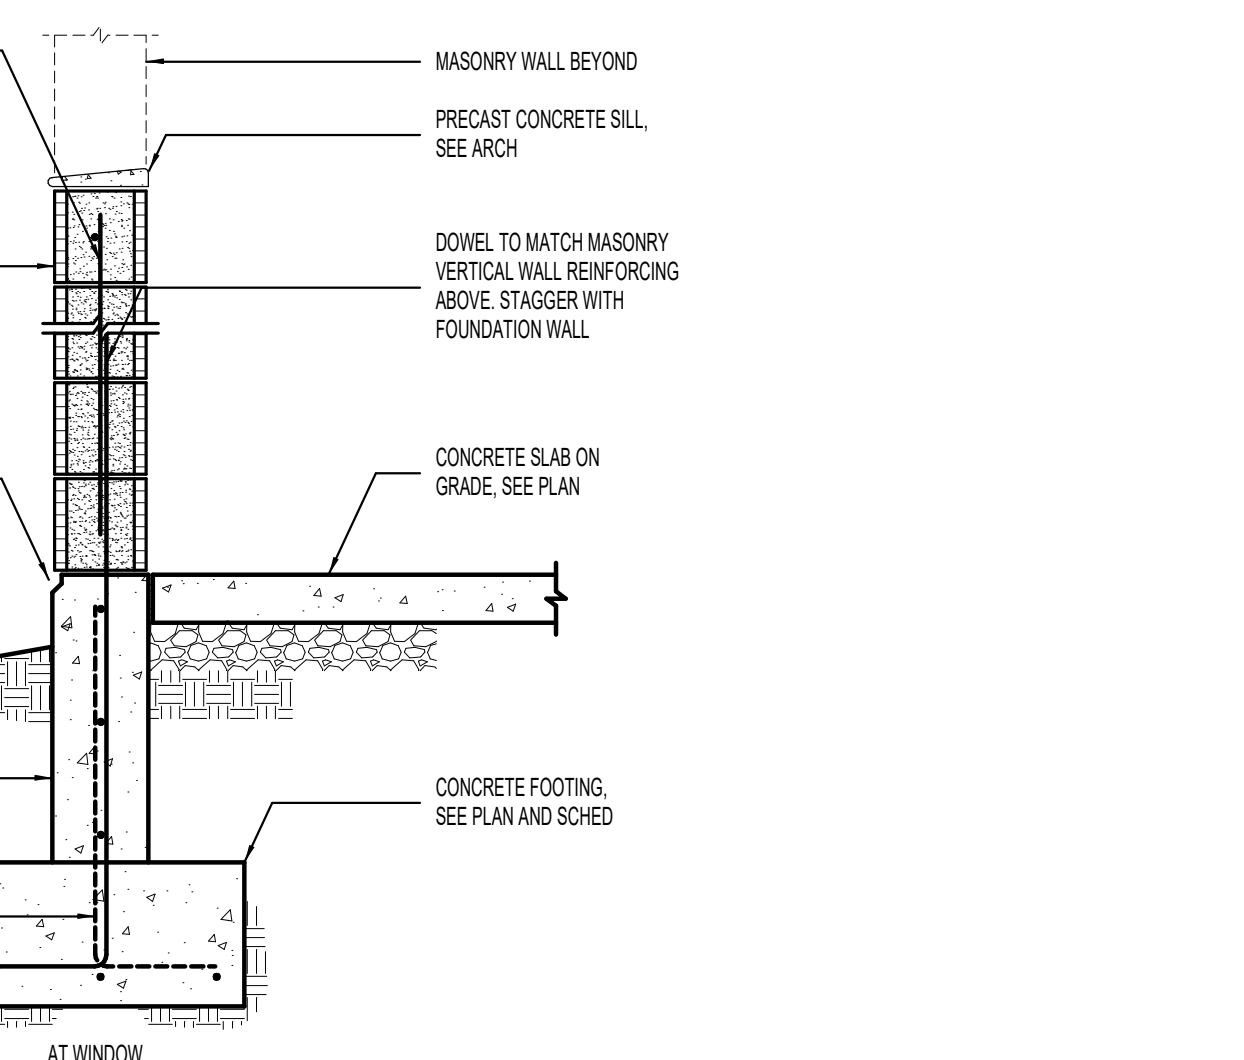 MASONRY WALL BEYOND
PRECAST CONCRETE SILL,
SEE ARCH
DOWEL TO MATCH MASONRY
VERTICAL WALL REINFORCING
ABOVE. STAGGER WITH
FOUNDATION WALL
CONCRETE SLAB ON
GRADE, SEE PLAN
CONCRETE FOOTING,
SEE PLAN AND SCHED
AT WINDOW